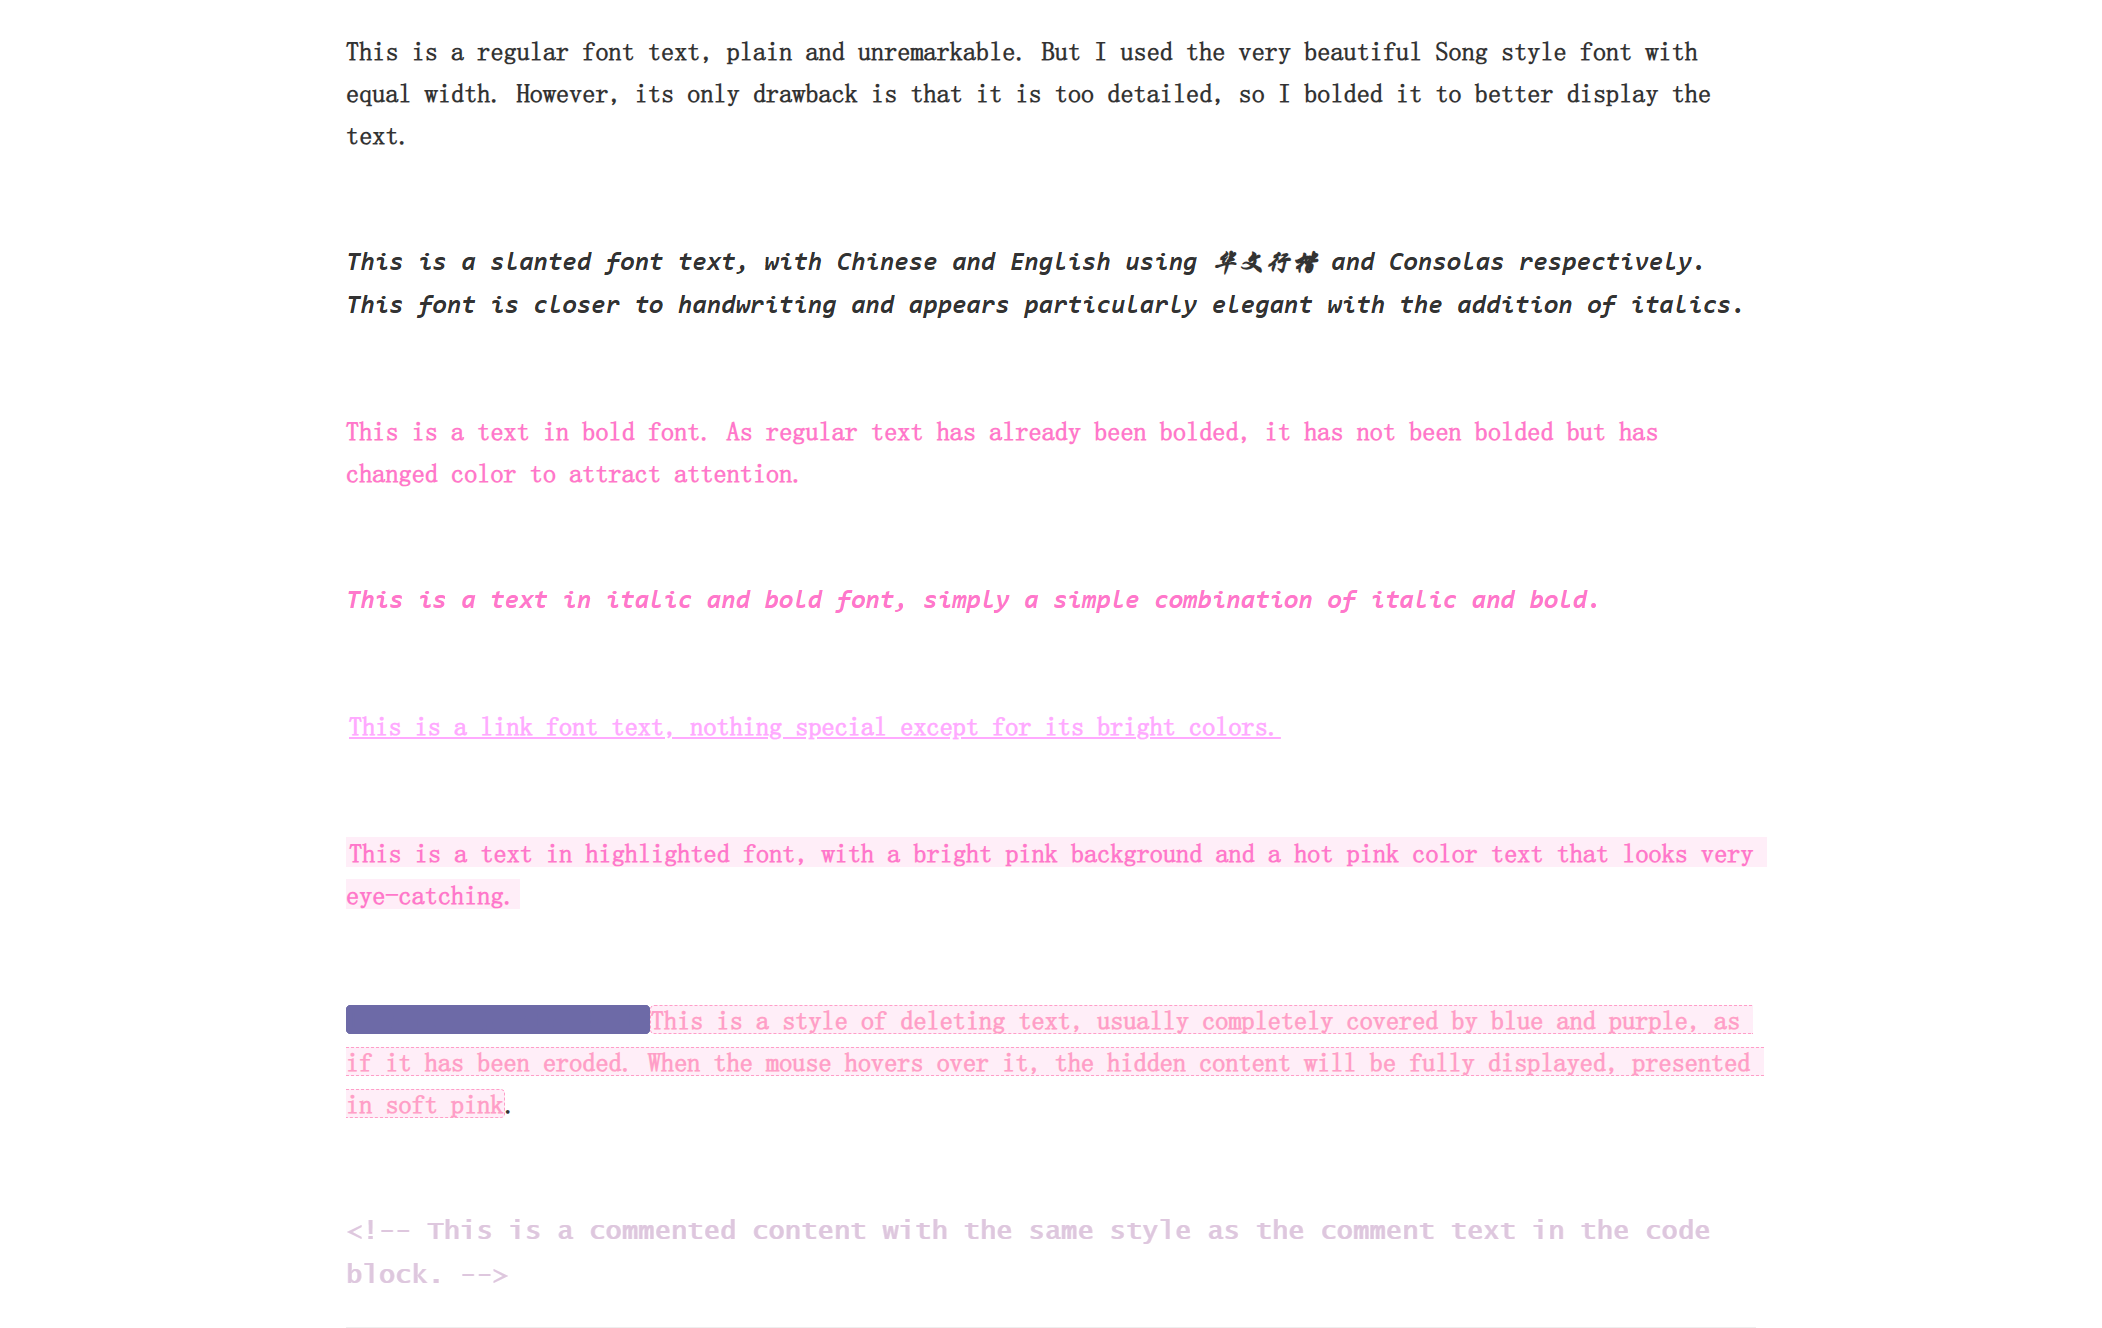 This is a regular font text, plain and unremarkable. But I used the very beautiful Song style font with
equal width. However, its only drawback is that it is too detailed, so I bolded it to better display the
text.
This is a slanted font text, with Chinese and English using 华文行楷 and Consolas respectively.
This font is closer to handwriting and appears particularly elegant with the addition of italics.
This is a text in bold font. As regular text has already been bolded, it has not been bolded but has
changed color to attract attention.
This is a text in italic and bold font, simply a simple combination of italic and bold.
This is a link font text, nothing special except for its bright colors.
This is a text in highlighted font, with a bright pink background and a hot pink color text that looks very
eye-catching.
This is a style of deleting text, usually completely covered by blue and purple, as
if it has been eroded. When the mouse hovers over it, the hidden content will be fully displayed, presented
in soft pink.
<!-- This is a commented content with the same style as the comment text in the code
block. -->